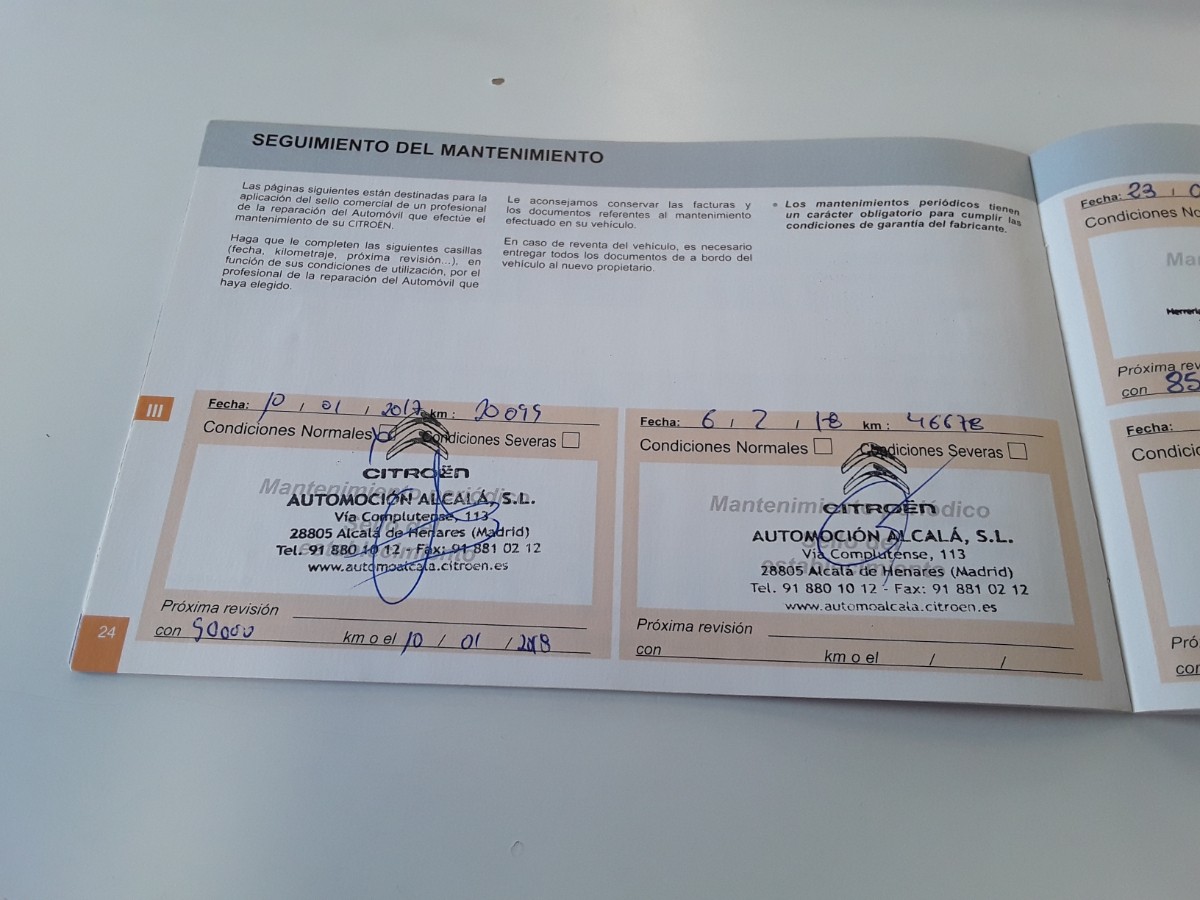 SEGUIMIENTO DEL MANTENIMIENTO
Las páginas siguientes están destinadas para la
aplicación del sello comercial de un profesional
de la reparación del Automóvil que efectúe el
mantenimiento de su CITROËN.
Haga que le completen las siguientes casillas
(fecha, kilometraje, próxima revisión...), en
función de sus condiciones de utilización, por el
profesional de la reparación del Automóvil que
haya elegido.
Le aconsejamos conservar las facturas y
los documentos referentes al mantenimiento
efectuado en su vehículo.
En caso de reventa del vehículo, es necesario
entregar todos los documentos de a bordo del
vehículo al nuevo propietario.
• Los mantenimientos periódicos tienen
un carácter obligatorio para cumplir las
condiciones de garantía del fabricante.
III
Fecha: 10 / 01 / 2017 km: 20099
Condiciones Normales Condiciones Severas
Mantenimiento periódico
CITROËN
AUTOMOCIÓN ALCALÁ, S.L.
Vía Complutense, 113
28805 Alcalá de Henares (Madrid)
Tel. 91 880 10 12 - Fax: 91 881 02 12
www.automoalcala.citroen.es
Próxima revisión
con km o el 10 / 01 / 2018
Fecha: 6 / 2 / 18 km: 46678
Condiciones Normales Condiciones Severas
Mantenimiento periódico
CITROËN
AUTOMOCIÓN ALCALÁ, S.L.
Vía Complutense, 113
Sello del establecimiento
28805 Alcalá de Henares (Madrid)
Tel. 91 880 10 12 - Fax: 91 881 02 12
www.automoalcala.citroen.es
Próxima revisión
con km o el / /
24
Fecha: 23 /
Condiciones
Próxima
con 85
Fecha:
con